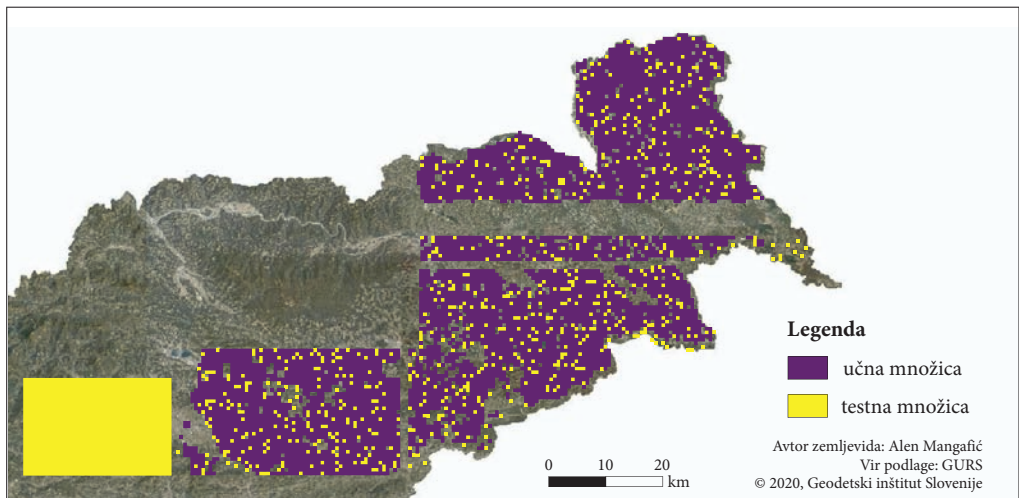 Legenda
učna množica
testna množica
Avtor zemljevida: Alen Mangafić
Vir podlage: GURS
© 2020, Geodetski inštitut Slovenije
0 10 20
km